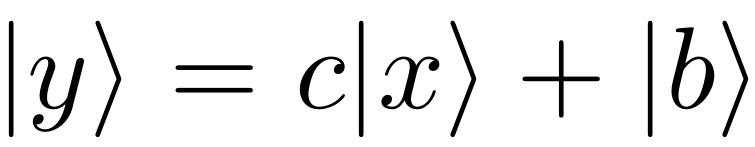 |y⟩ = c|x⟩ + |b⟩